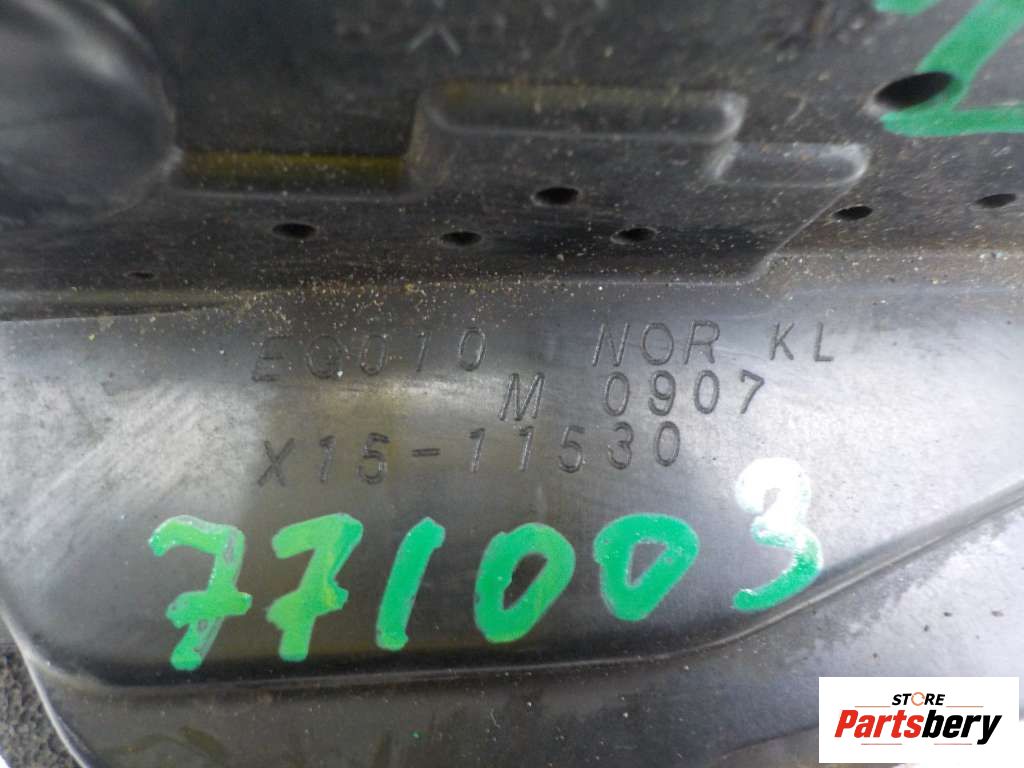 EQ010 NOR KL
M 0907
X15-11530
771003
STORE
Partsbery